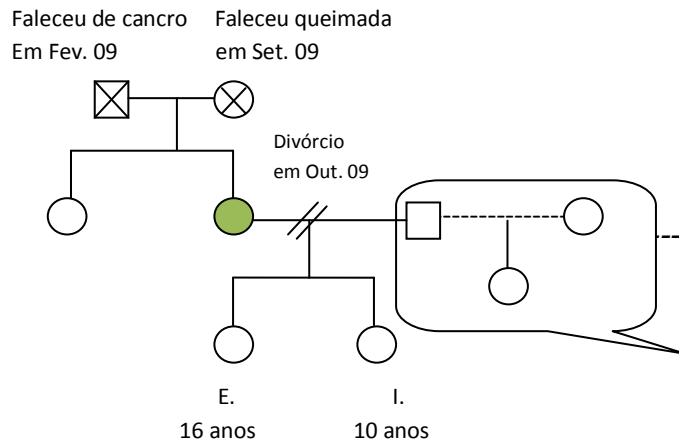 Faleceu de cancro
Em Fev. 09
Faleceu queimada
em Set. 09
Divórcio
em Out. 09
E.
16 anos
I.
10 anos